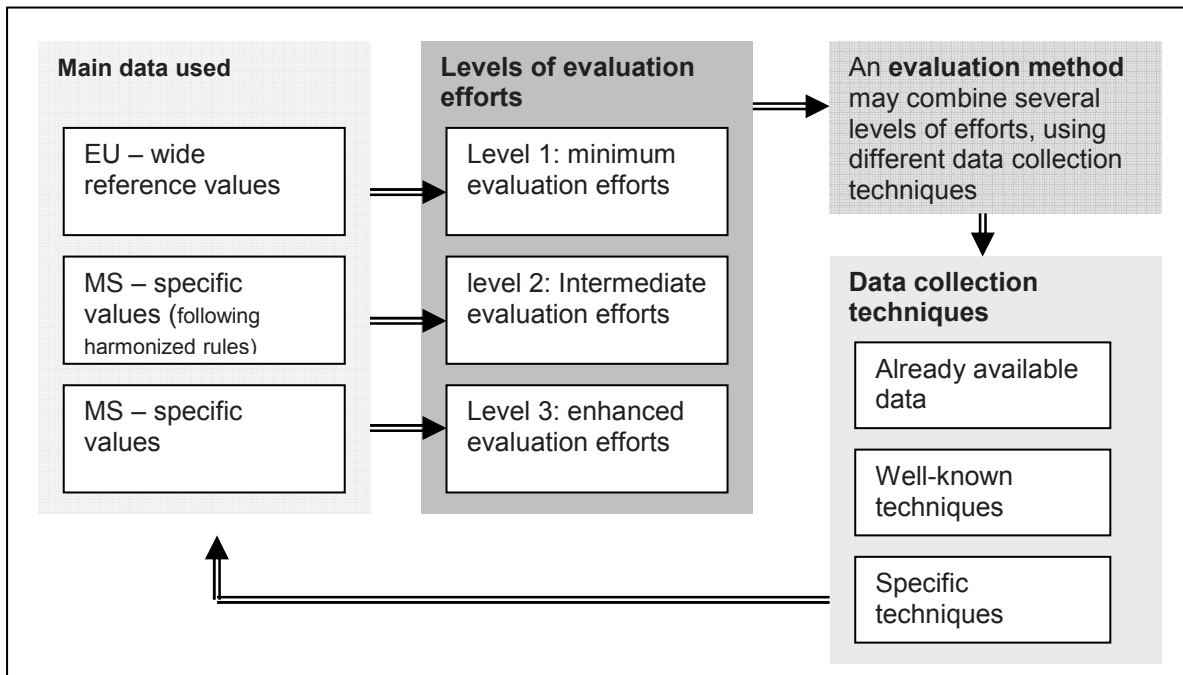 Main data used
EU – wide
reference values
MS – specific
values (following
harmonized rules)
MS – specific
values
Levels of evaluation
efforts
Level 1: minimum
evaluation efforts
level 2: Intermediate
evaluation efforts
Level 3: enhanced
evaluation efforts
An evaluation method
may combine several
levels of efforts, using
different data collection
techniques
Data collection
techniques
Already available
data
Well-known
techniques
Specific
techniques